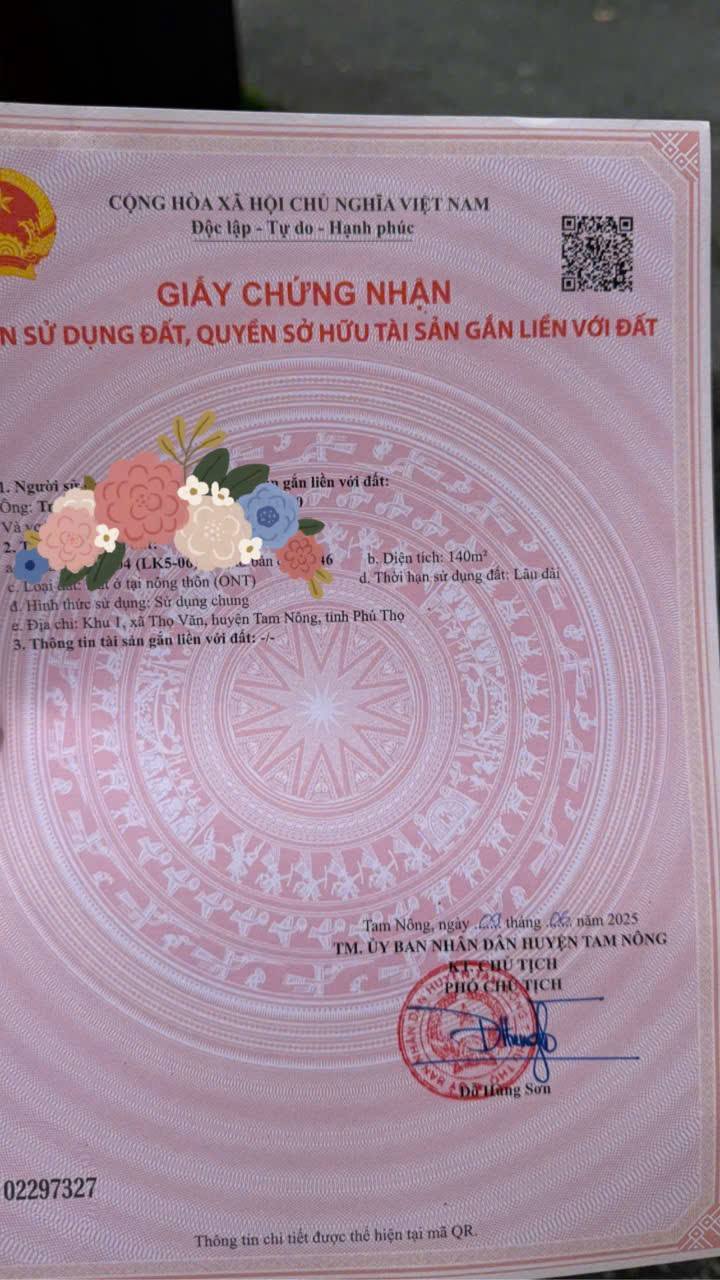 CỘNG HÒA XÃ HỘI CHỦ NGHĨA VIỆT NAM
Độc lập - Tự do - Hạnh phúc
GIẤY CHỨNG NHẬN
N SỬ DỤNG ĐẤT, QUYỀN SỞ HỮU TÀI SẢN GẮN LIỀN VỚI ĐẤT
1. Người sử gắn liền với đất:
Ông:
Và
2.
(LK5-06 b. Diện tích: 140m²
c. Loại ở tại nông thôn (ONT) d. Thời hạn sử dụng đất: Lâu dài
đ. Hình thức sử dụng: Sử dụng chung
e. Địa chỉ: Khu 1, xã Thọ Văn, huyện Tam Nông, tỉnh Phú Thọ
3. Thông tin tài sản gắn liền với đất: -/-
Tam Nông, ngày 09 tháng 06 năm 2025
TM. ỦY BAN NHÂN DÂN HUYỆN TAM NÔNG
KT. CHỦ TỊCH
PHÓ CHỦ TỊCH
Đỗ Hùng Sơn
02297327
Thông tin chi tiết được thể hiện tại mã QR.